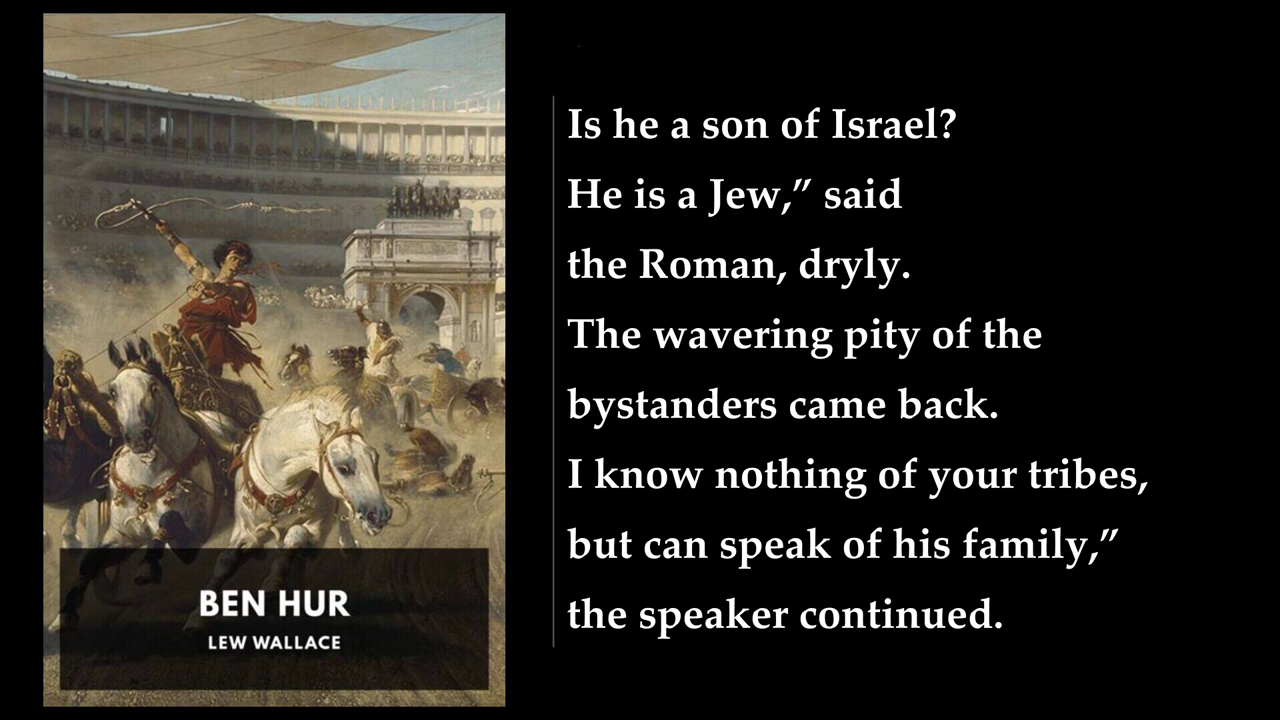 BEN HUR
LEW WALLACE
Is he a son of Israel?
He is a Jew,” said
the Roman, dryly.
The wavering pity of the
bystanders came back.
I know nothing of your tribes,
but can speak of his family,”
the speaker continued.